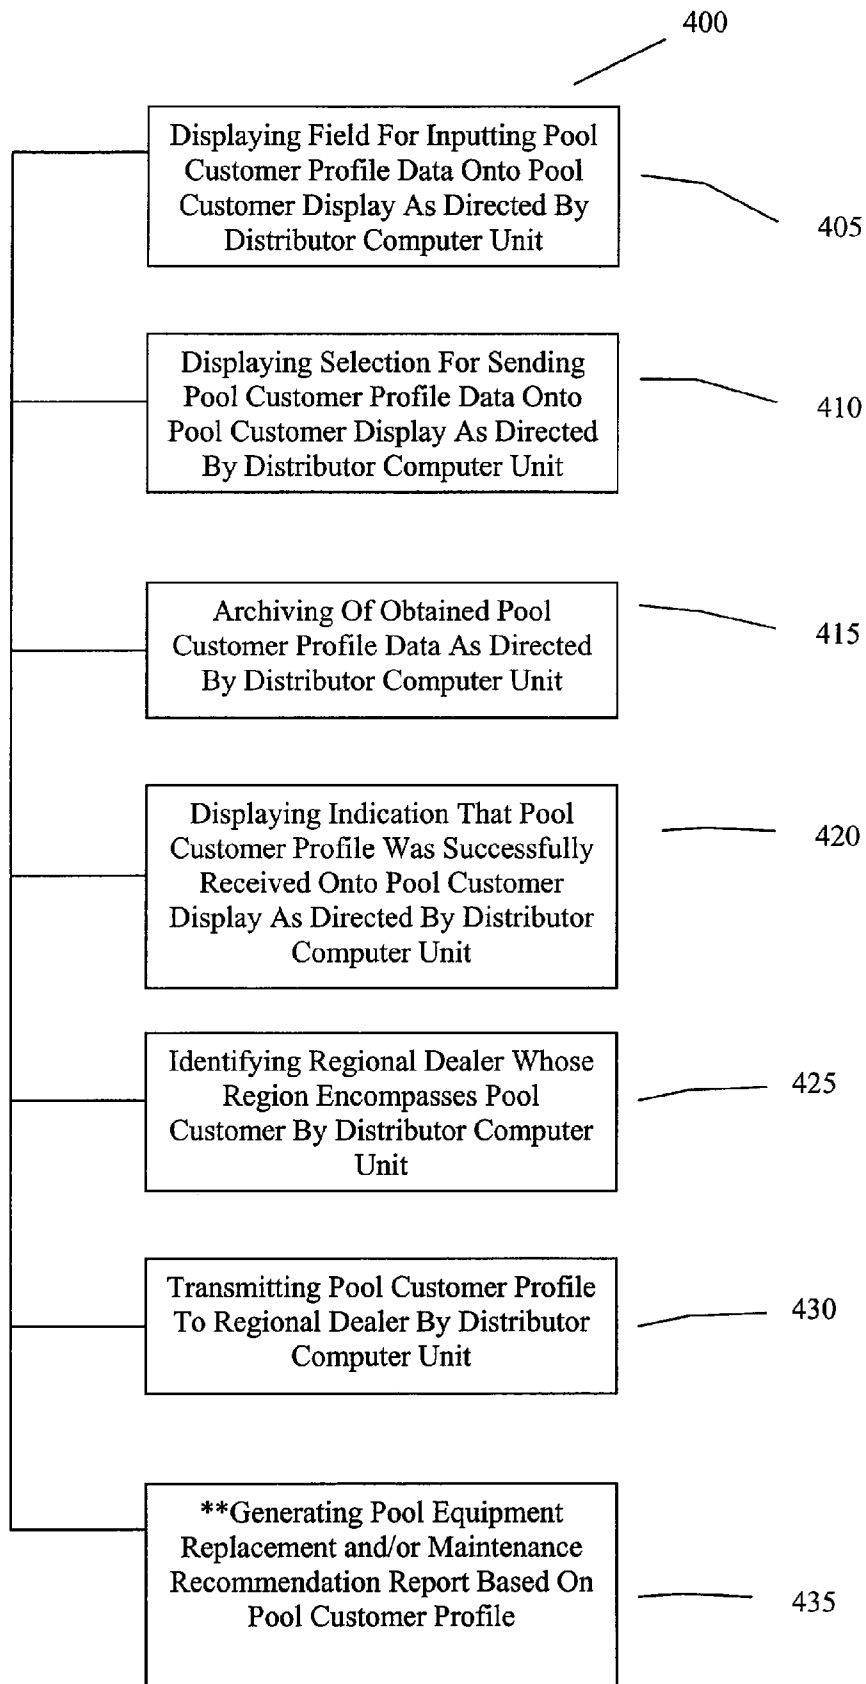 400
Displaying Field For Inputting Pool
Customer Profile Data Onto Pool
Customer Display As Directed By
Distributor Computer Unit
405
Displaying Selection For Sending
Pool Customer Profile Data Onto
Pool Customer Display As Directed
By Distributor Computer Unit
410
Archiving Of Obtained Pool
Customer Profile Data As Directed
By Distributor Computer Unit
415
Displaying Indication That Pool
Customer Profile Was Successfully
Received Onto Pool Customer
Display As Directed By Distributor
Computer Unit
420
Identifying Regional Dealer Whose
Region Encompasses Pool
Customer By Distributor Computer
Unit
425
Transmitting Pool Customer Profile
To Regional Dealer By Distributor
Computer Unit
430
**Generating Pool Equipment
Replacement and/or Maintenance
Recommendation Report Based On
Pool Customer Profile
435